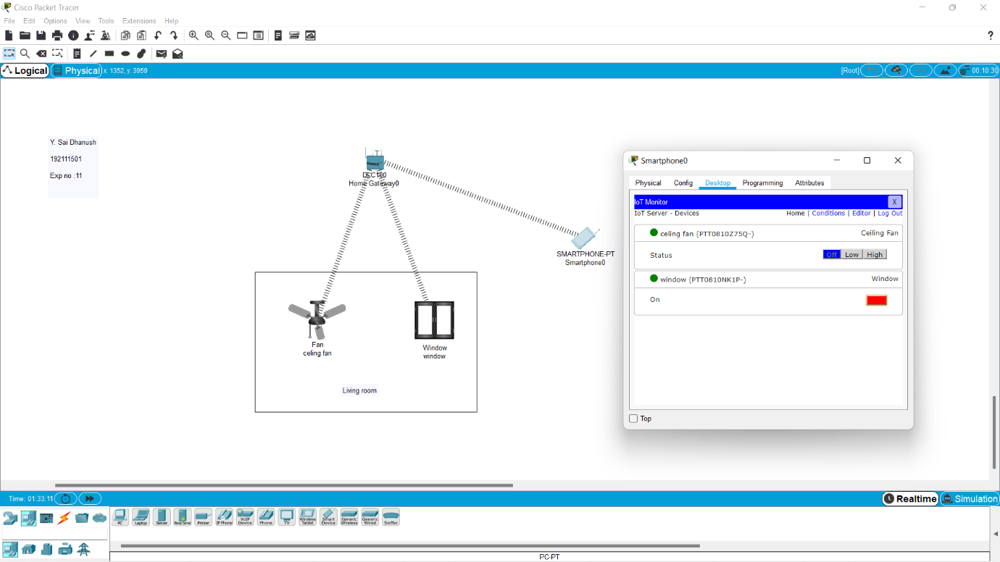 Cisco Packet Tracer
File Edit Options View Tools Extensions Help
?
Logical Physical x: 1352, y: 3959 [Root] 00:10:30
Y. Sai Dhanush
192111501
Exp no :11
DLC100
Home Gateway0
SMARTPHONE-PT
Smartphone0
Fan
celing fan
Window
window
Living room
Smartphone0
Physical Config Desktop Programming Attributes
IoT Monitor X
IoT Server - Devices Home | Conditions | Editor | Log Out
celing fan (PTT0810Z75Q-) Ceiling Fan
Status Off Low High
window (PTT0810NK1P-) Window
On
Top
Time: 01:33:11 Realtime Simulation
PC Laptop Server Printer IP Phone VoIP Device Phone TV Wireless Tablet Smart Device Generic Wireless Generic Wired Sniffer
PC-PT